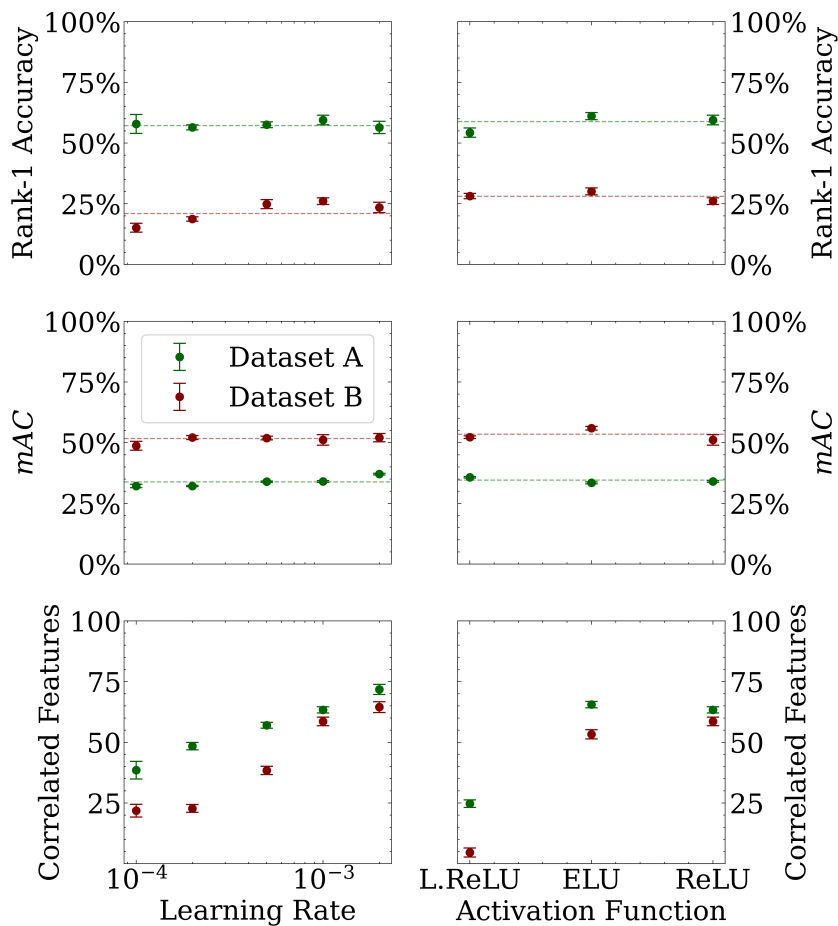 100%
75%
50%
25%
0%
Rank-1 Accuracy
100%
75%
50%
25%
0%
Rank-1 Accuracy
100%
75%
50%
25%
0%
mAC
Dataset A
Dataset B
100%
75%
50%
25%
0%
mAC
100
75
50
25
Correlated Features
10⁻⁴
10⁻³
Learning Rate
100
75
50
25
Correlated Features
L.ReLU
ELU
ReLU
Activation Function